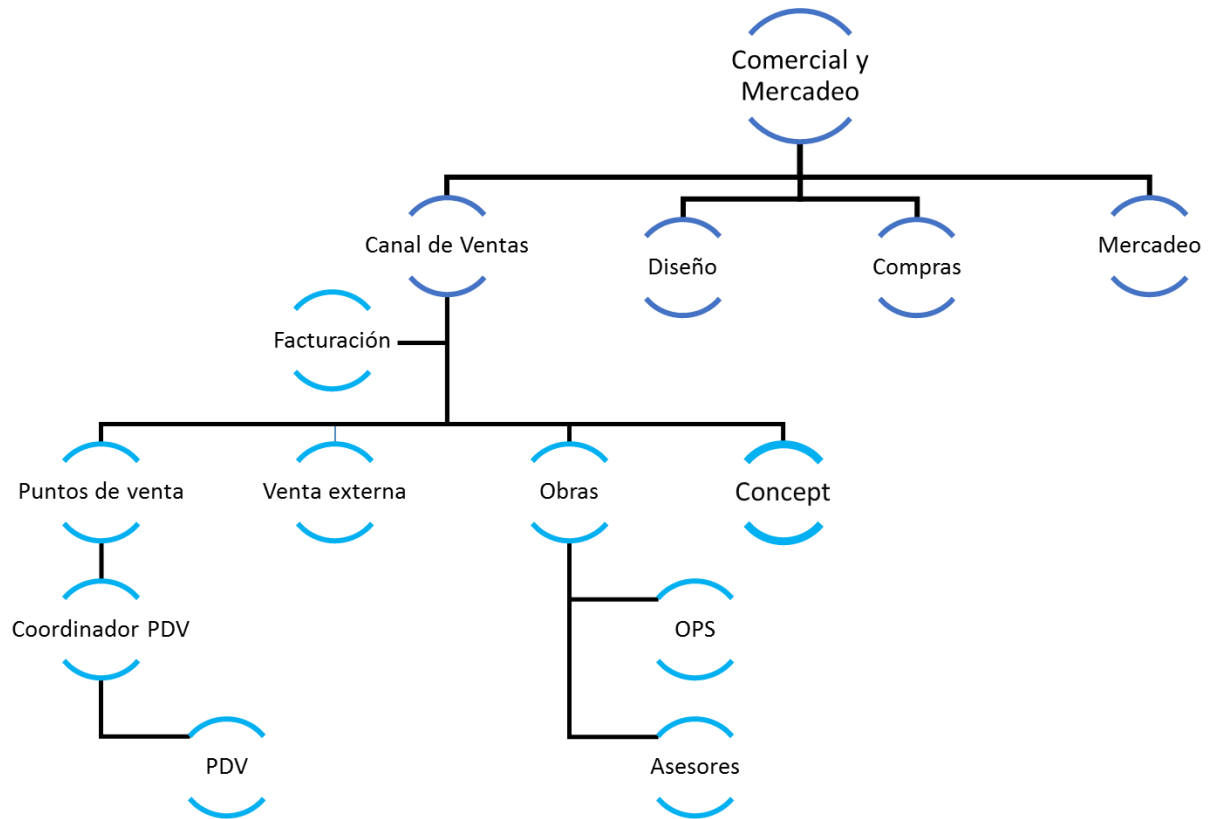 Comercial y
Mercadeo
Canal de Ventas
Diseño
Compras
Mercadeo
Facturación
Puntos de venta
Venta externa
Obras
Concept
Coordinador PDV
OPS
PDV
Asesores